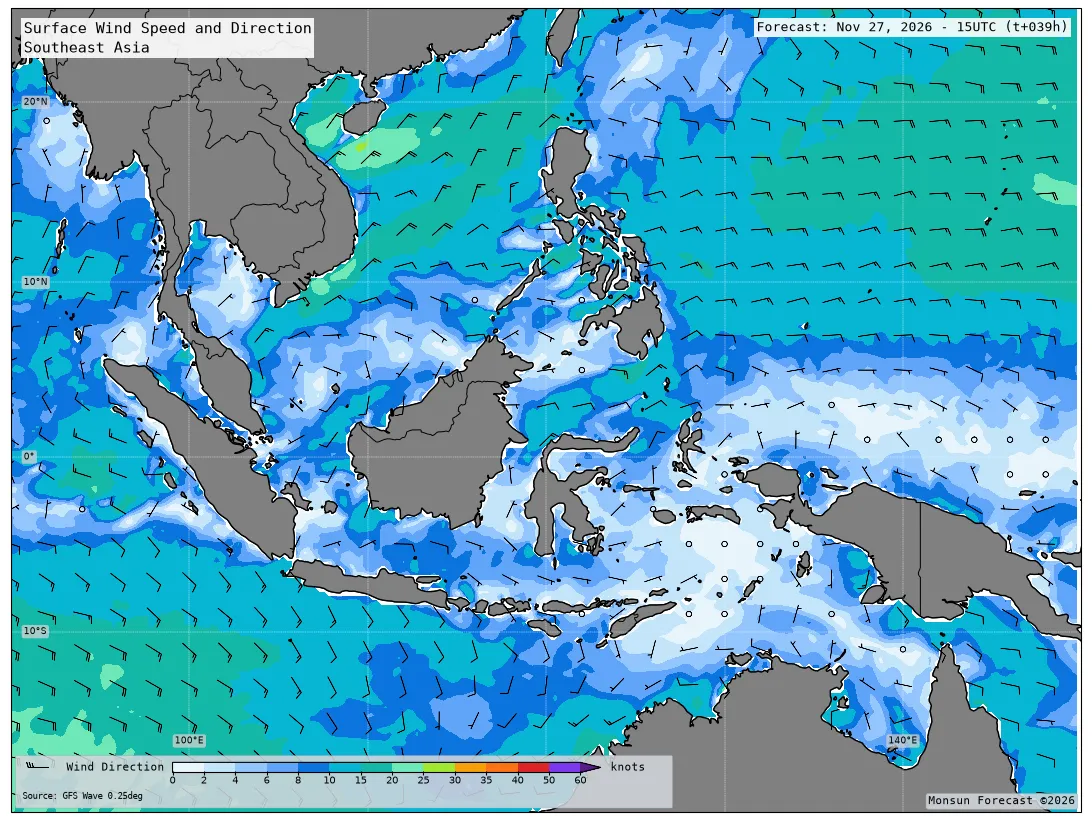 Surface Wind Speed and Direction
Southeast Asia
Forecast: Nov 27, 2026 - 15UTC (t+039h)
20°N
10°N
0°
10°S
100°E
140°E
Wind Direction
0 2 4 6 8 10 15 20 25 30 35 40 50 60
knots
Source: GFS Wave 0.25deg
Monsun Forecast ©2026